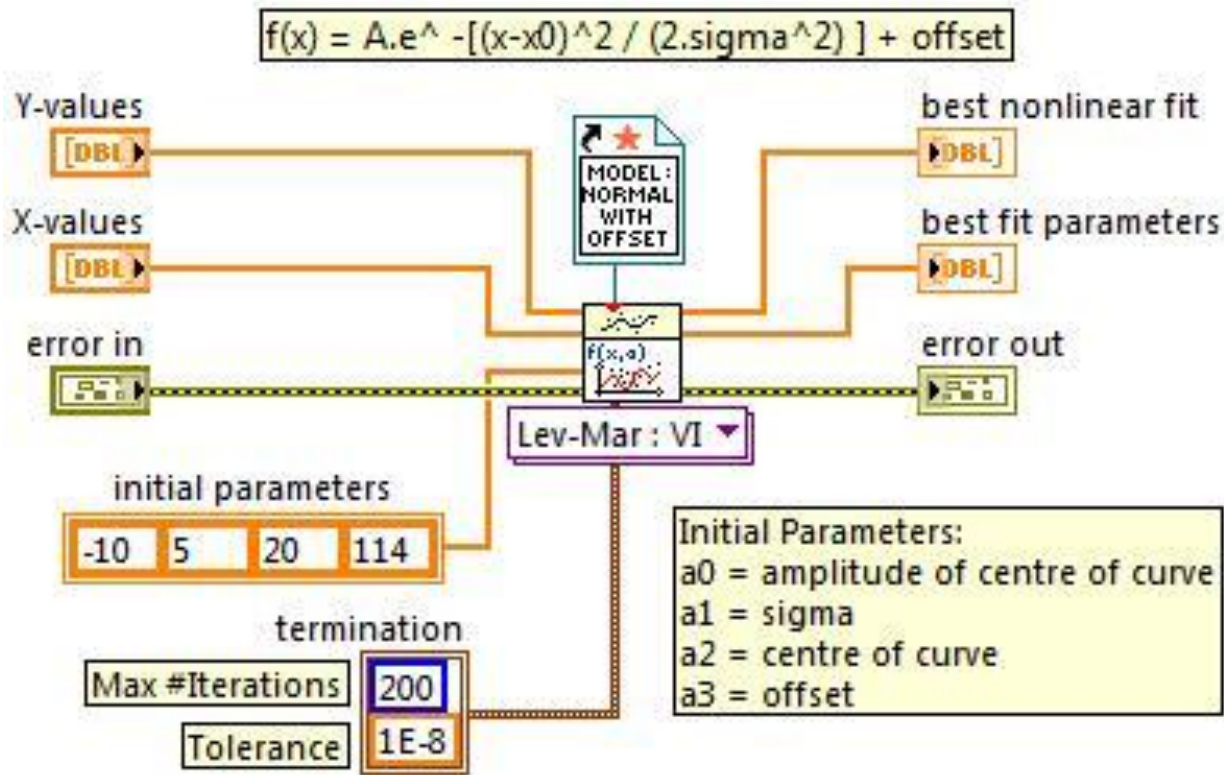 f(x) = A.e^ -[(x-x0)^2 / (2.sigma^2) ] + offset
Y-values
[DBL]
best nonlinear fit
[DBL]
MODEL:
NORMAL
WITH
OFFSET
X-values
[DBL]
best fit parameters
[DBL]
error in
f(x,a)
error out
Lev-Mar : VI
initial parameters
-10 5 20 114
Initial Parameters:
a0 = amplitude of centre of curve
a1 = sigma
a2 = centre of curve
a3 = offset
termination
Max #Iterations 200
Tolerance 1E-8